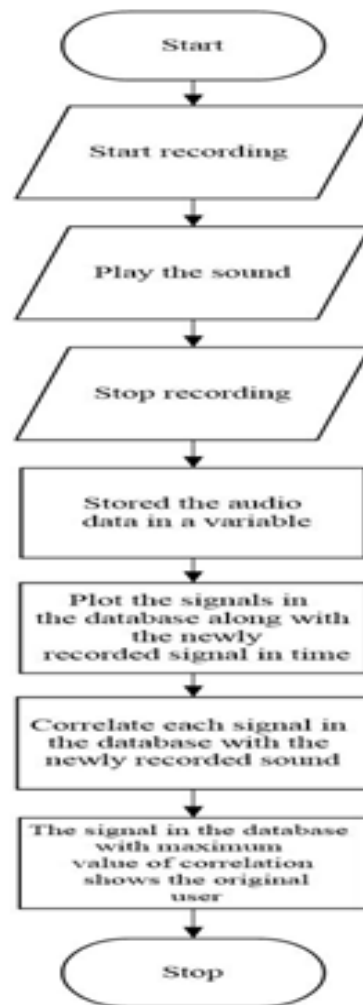 Start
Start recording
Play the sound
Stop recording
Stored the audio
data in a variable
Plot the signals in
the database along with
the newly
recorded signal in time
Correlate each signal in
the database with the
newly recorded sound
The signal in the database
with maximum
value of correlation
shows the original
user
Stop